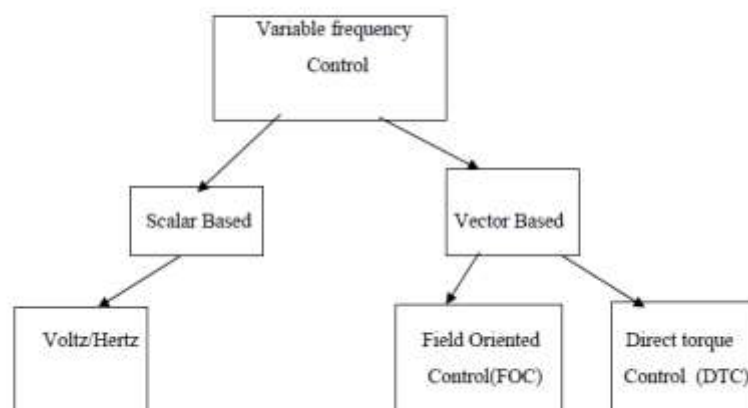 Variable frequency
Control
Scalar Based
Vector Based
Voltz/Hertz
Field Oriented
Control(FOC)
Direct torque
Control (DTC)